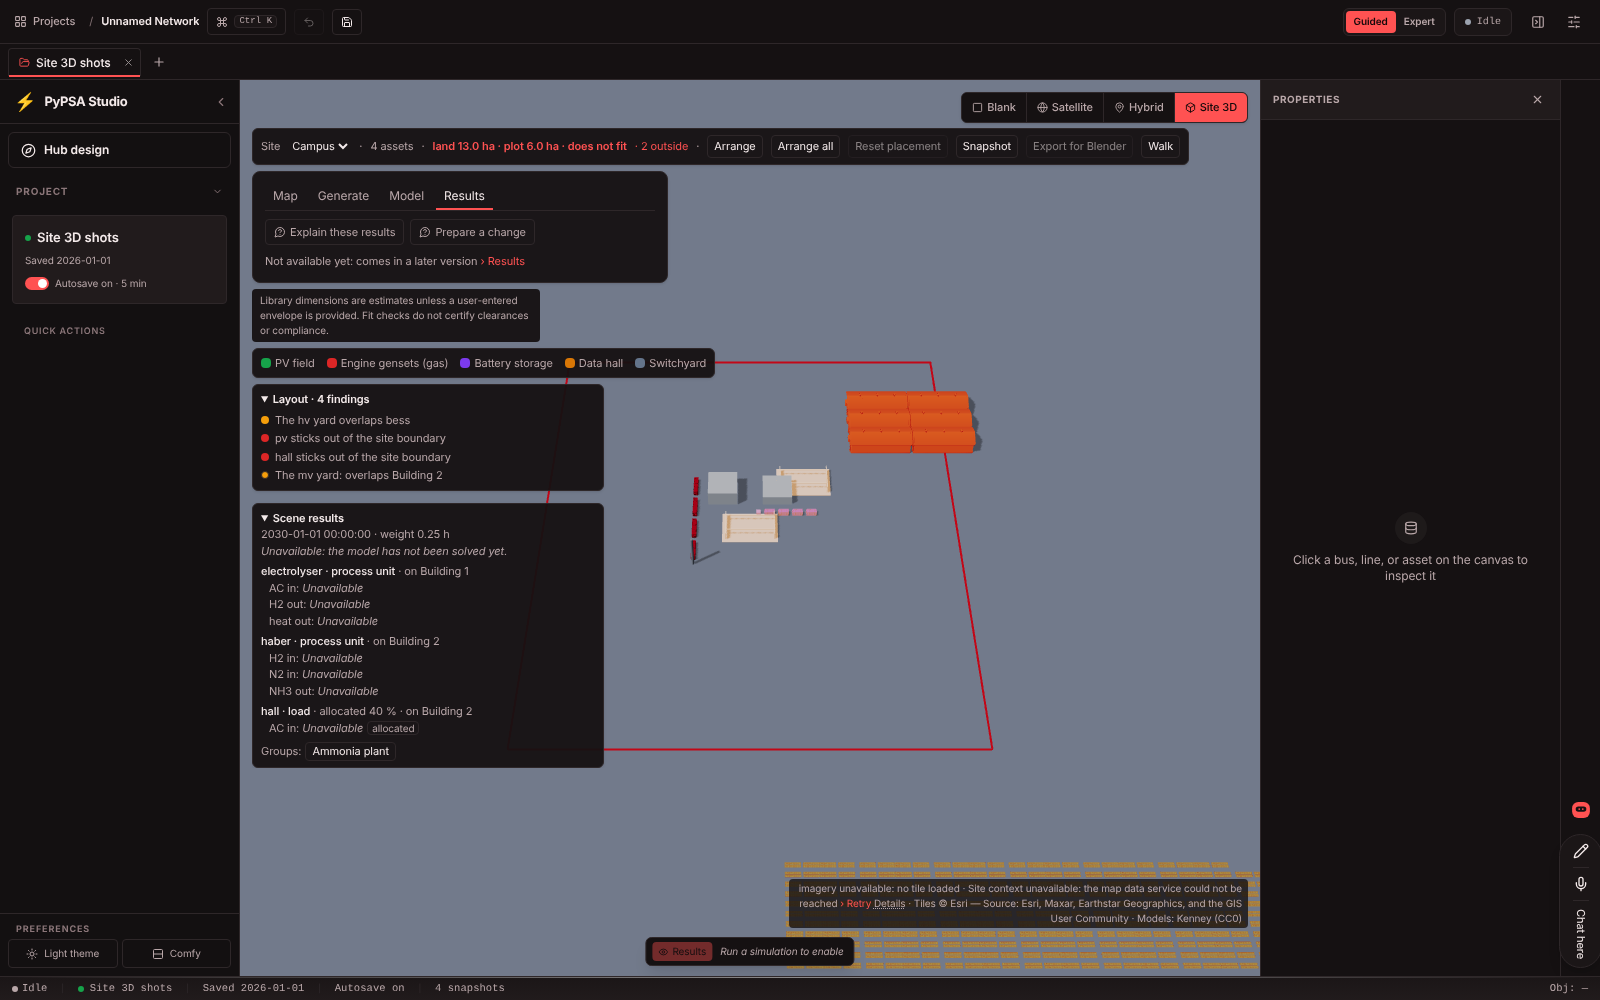 Projects / Unnamed Network Ctrl K
Guided Expert Idle
Site 3D shots
PyPSA Studio
Hub design
PROJECT
Site 3D shots
Saved 2026-01-01
Autosave on · 5 min
QUICK ACTIONS
PREFERENCES
Light theme Comfy
Blank Satellite Hybrid Site 3D
Site Campus · 4 assets · land 13.0 ha · plot 6.0 ha · does not fit · 2 outside · Arrange Arrange all Reset placement Snapshot Export for Blender Walk
Map Generate Model Results
Explain these results Prepare a change
Not available yet: comes in a later version › Results
Library dimensions are estimates unless a user-entered
envelope is provided. Fit checks do not certify clearances
or compliance.
PV field Engine gensets (gas) Battery storage Data hall Switchyard
Layout · 4 findings
The hv yard overlaps bess
pv sticks out of the site boundary
hall sticks out of the site boundary
The mv yard: overlaps Building 2
Scene results
2030-01-01 00:00:00 · weight 0.25 h
Unavailable: the model has not been solved yet.
electrolyser · process unit · on Building 1
AC in: Unavailable
H2 out: Unavailable
heat out: Unavailable
haber · process unit · on Building 2
H2 in: Unavailable
N2 in: Unavailable
NH3 out: Unavailable
hall · load · allocated 40 % · on Building 2
AC in: Unavailable allocated
Groups: Ammonia plant
imagery unavailable: no tile loaded · Site context unavailable: the map data service could not be
reached › Retry Details · Tiles © Esri — Source: Esri, Maxar, Earthstar Geographics, and the GIS
User Community · Models: Kenney (CC0)
Results Run a simulation to enable
PROPERTIES
Click a bus, line, or asset on the canvas to
inspect it
Chat here
Idle Site 3D shots Saved 2026-01-01 Autosave on 4 snapshots Obj: —